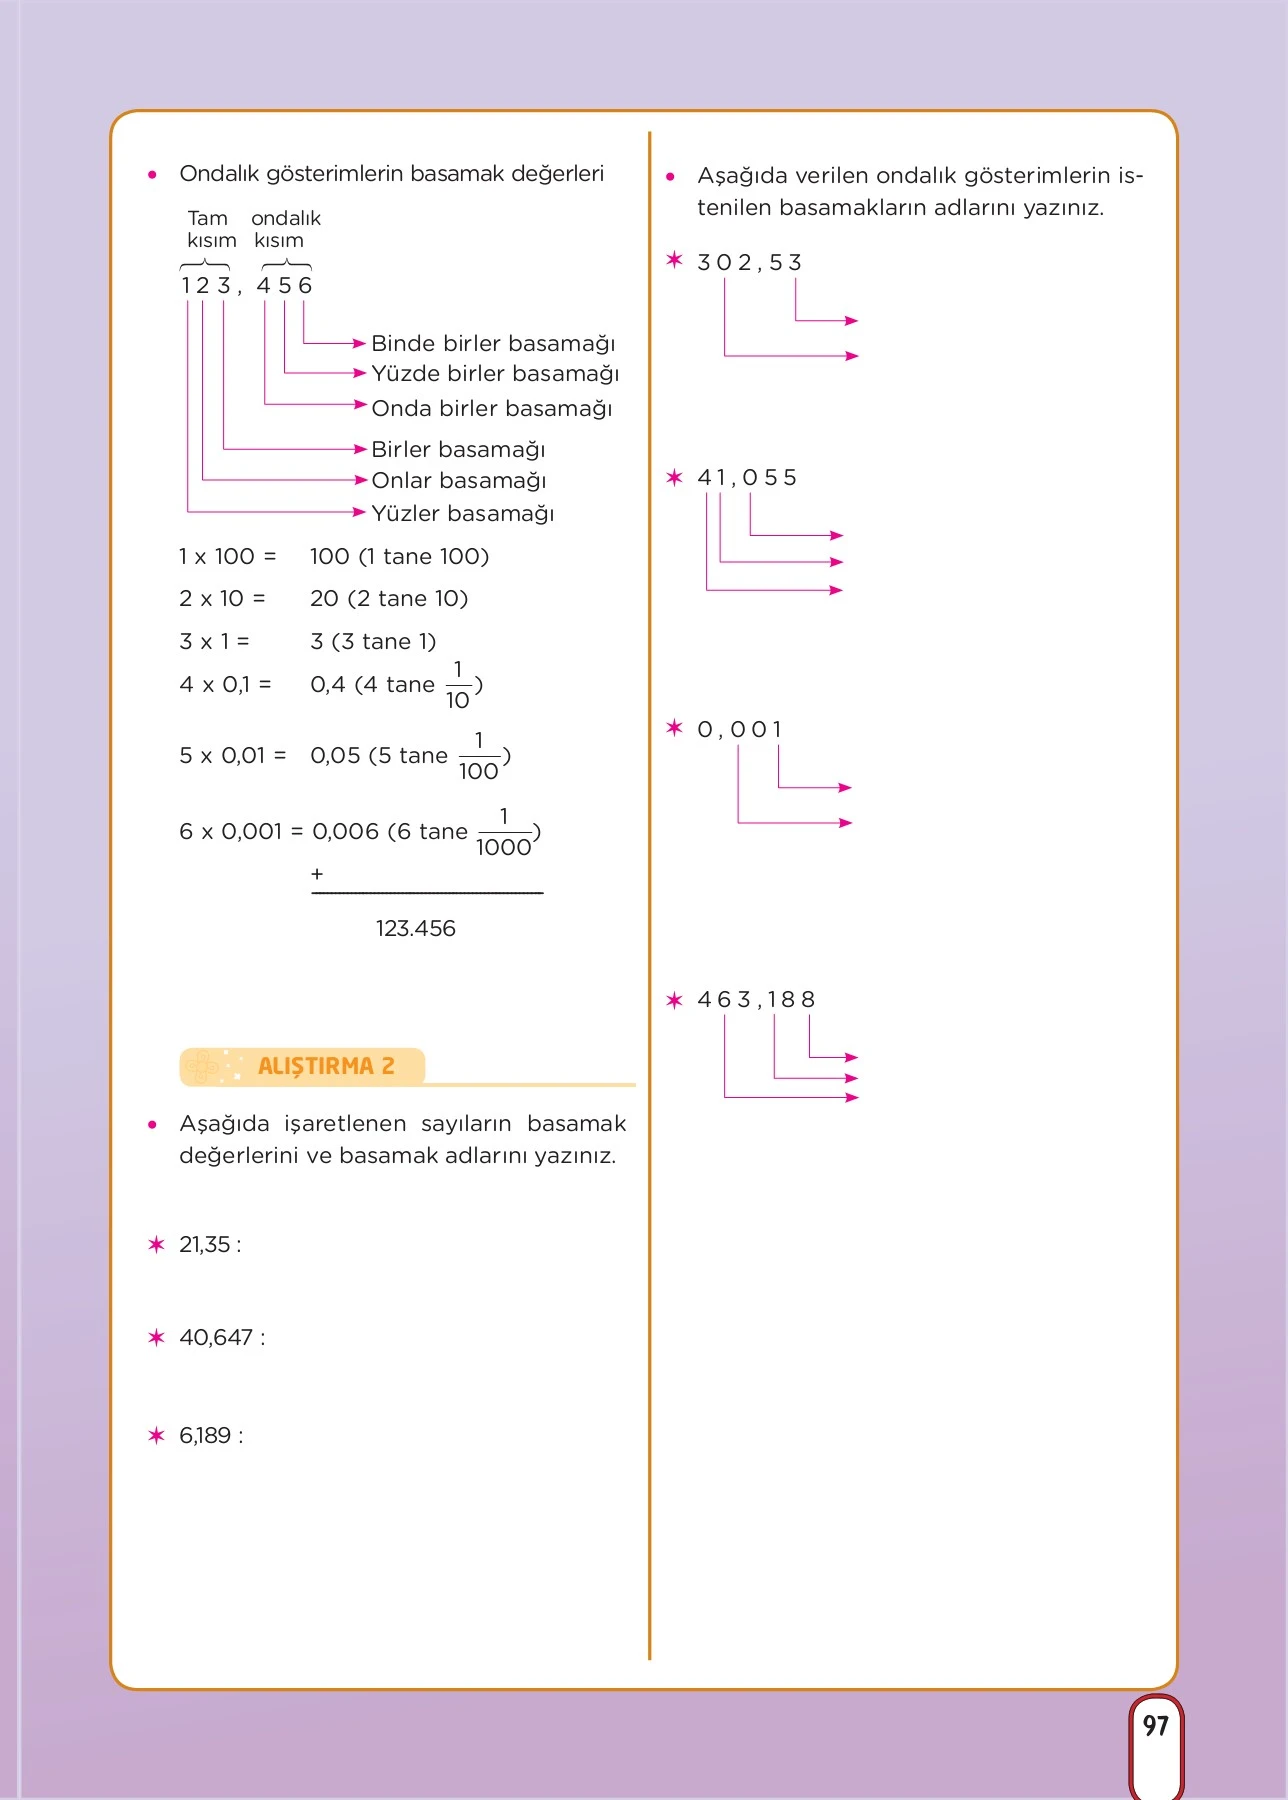 • Ondalık gösterimlerin basamak değerleri
Tam ondalık
kısım kısım
1 2 3 , 4 5 6
Binde birler basamağı
Yüzde birler basamağı
Onda birler basamağı
Birler basamağı
Onlar basamağı
Yüzler basamağı
1 x 100 = 100 (1 tane 100)
2 x 10 = 20 (2 tane 10)
3 x 1 = 3 (3 tane 1)
4 x 0,1 = 0,4 (4 tane 1/10)
5 x 0,01 = 0,05 (5 tane 1/100)
6 x 0,001 = 0,006 (6 tane 1/1000)
+
123.456
ALIŞTIRMA 2
• Aşağıda işaretlenen sayıların basamak
değerlerini ve basamak adlarını yazınız.
✶ 21,35 :
✶ 40,647 :
✶ 6,189 :
• Aşağıda verilen ondalık gösterimlerin is-
tenilen basamakların adlarını yazınız.
✶ 3 0 2 , 5 3
✶ 4 1 , 0 5 5
✶ 0 , 0 0 1
✶ 4 6 3 , 1 8 8
97